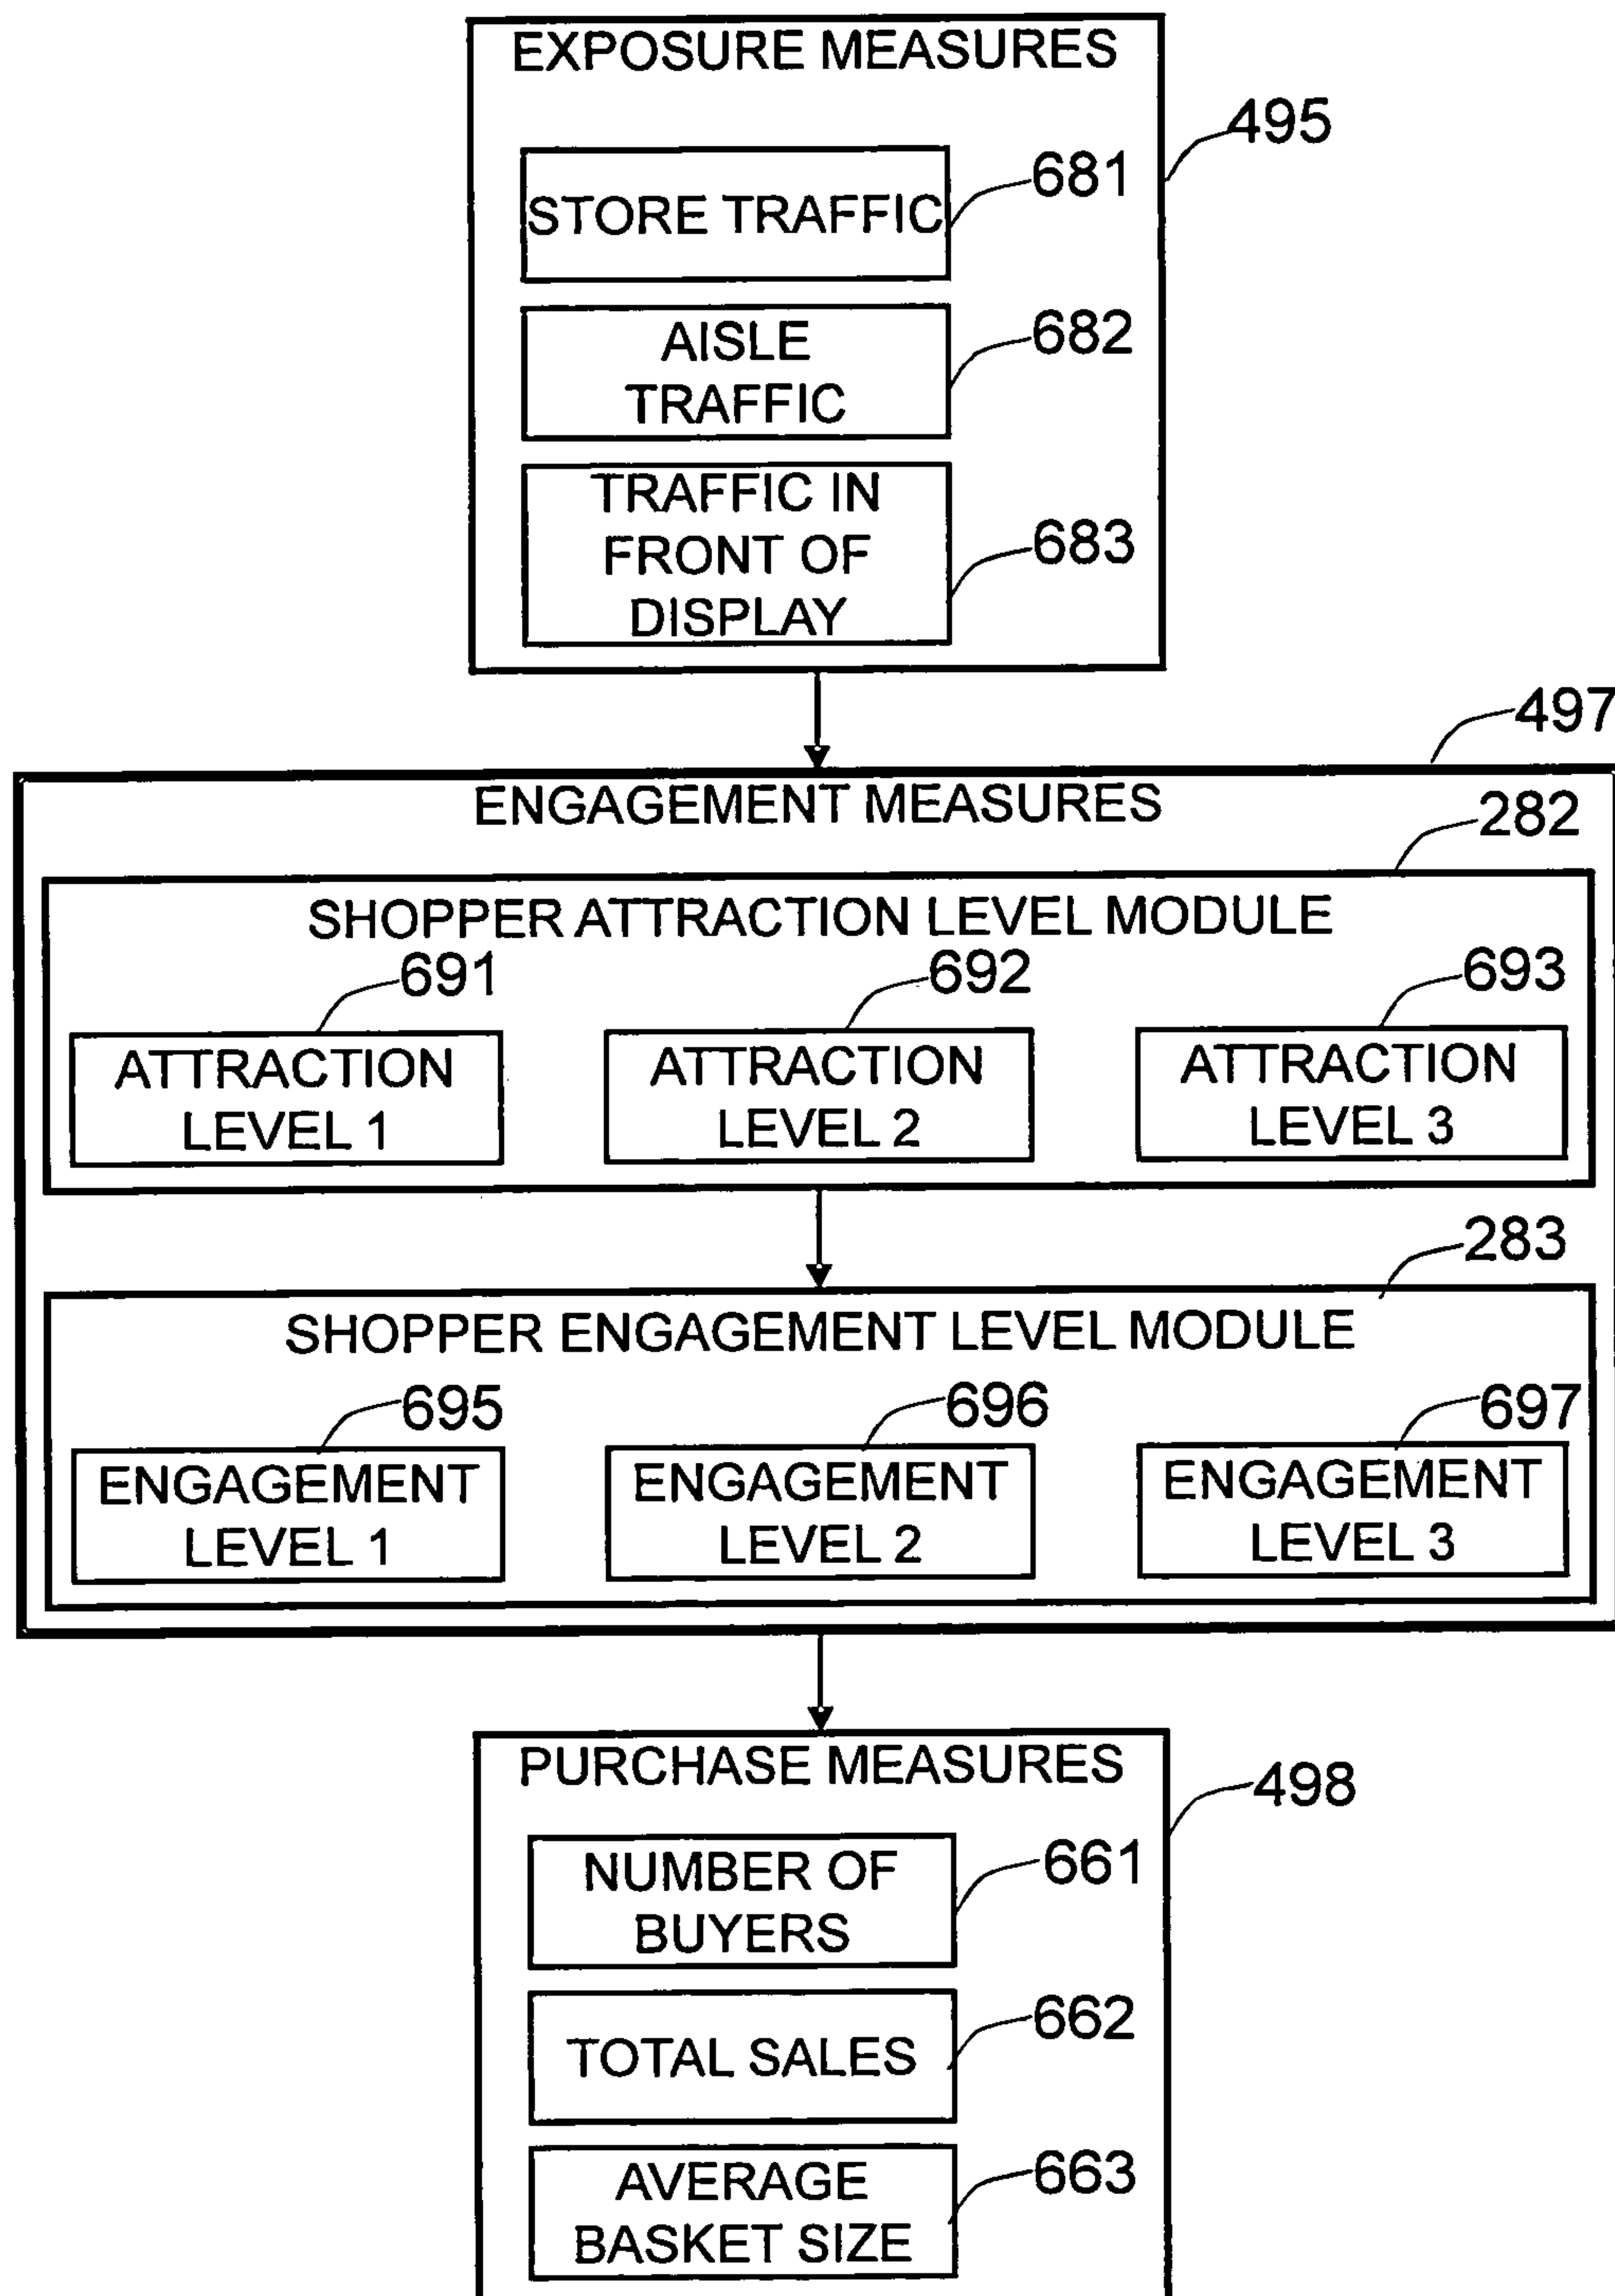 EXPOSURE MEASURES
495
STORE TRAFFIC
681
AISLE
TRAFFIC
682
TRAFFIC IN
FRONT OF
DISPLAY
683
497
ENGAGEMENT MEASURES
282
SHOPPER ATTRACTION LEVEL MODULE
691
692
693
ATTRACTION
LEVEL 1
ATTRACTION
LEVEL 2
ATTRACTION
LEVEL 3
283
SHOPPER ENGAGEMENT LEVEL MODULE
695
696
697
ENGAGEMENT
LEVEL 1
ENGAGEMENT
LEVEL 2
ENGAGEMENT
LEVEL 3
PURCHASE MEASURES
498
NUMBER OF
BUYERS
661
TOTAL SALES
662
AVERAGE
BASKET SIZE
663